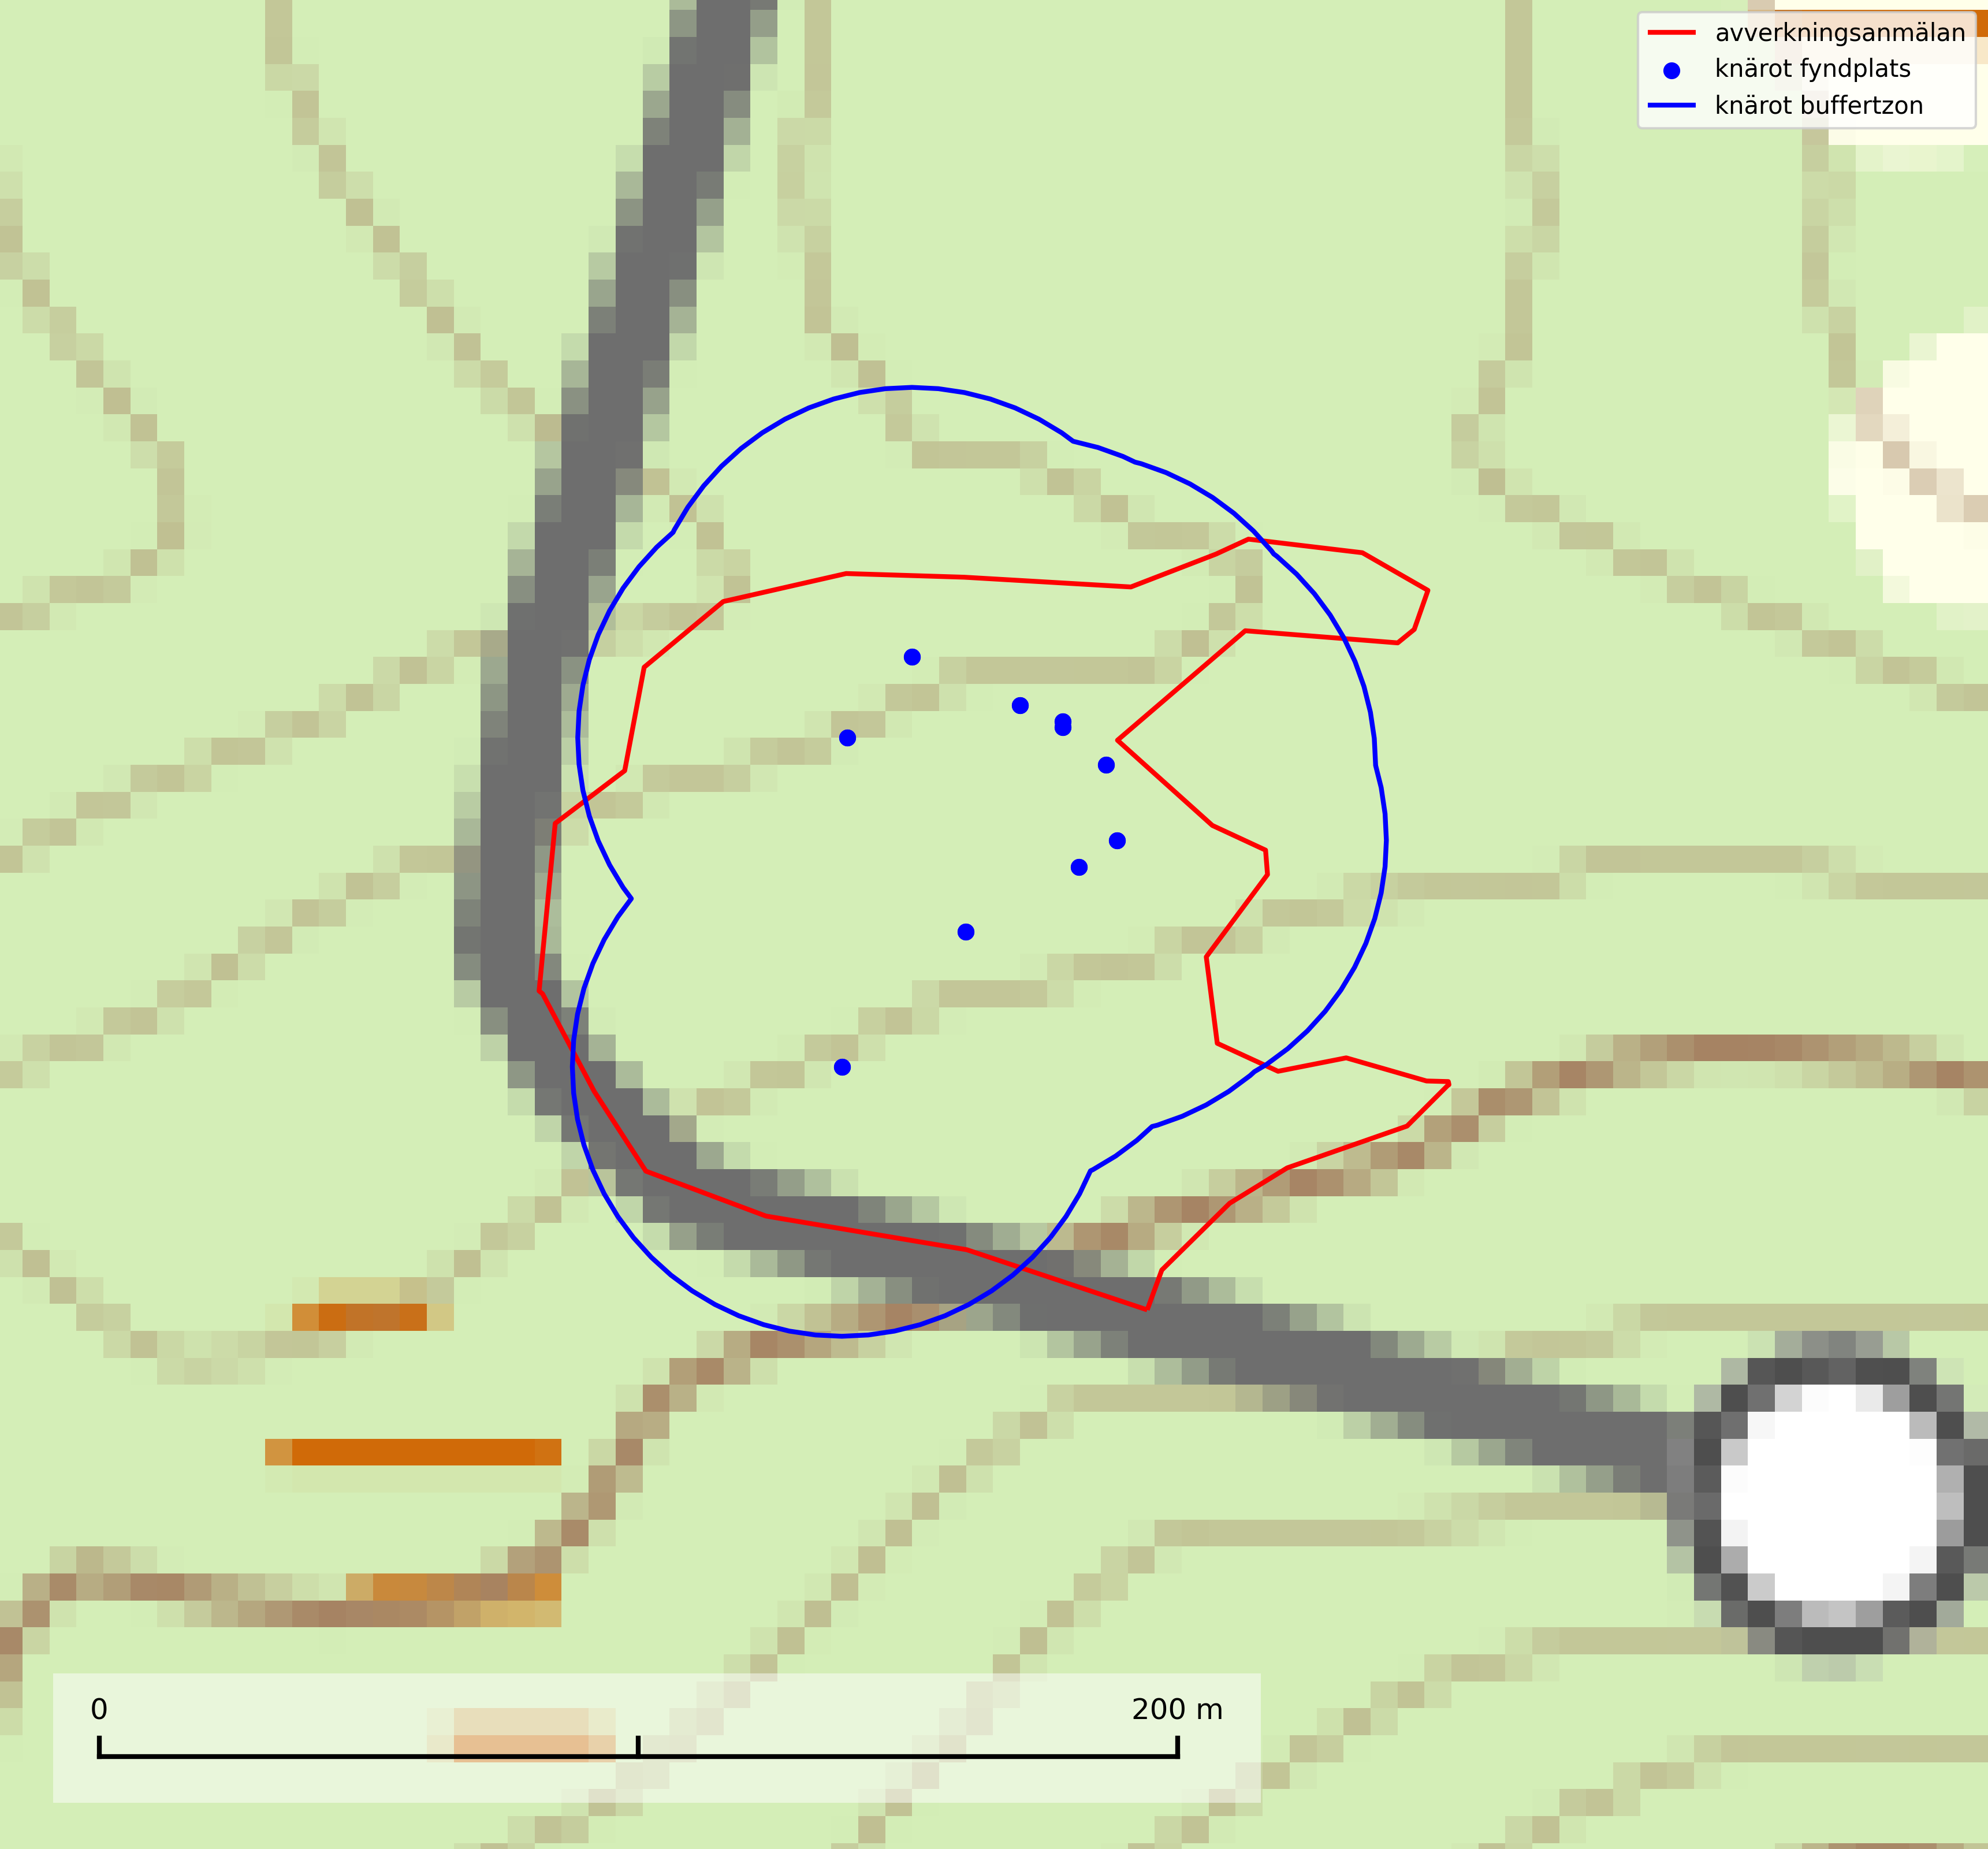 avverkningsanmälan
knärot fyndplats
knärot buffertzon
0
200 m